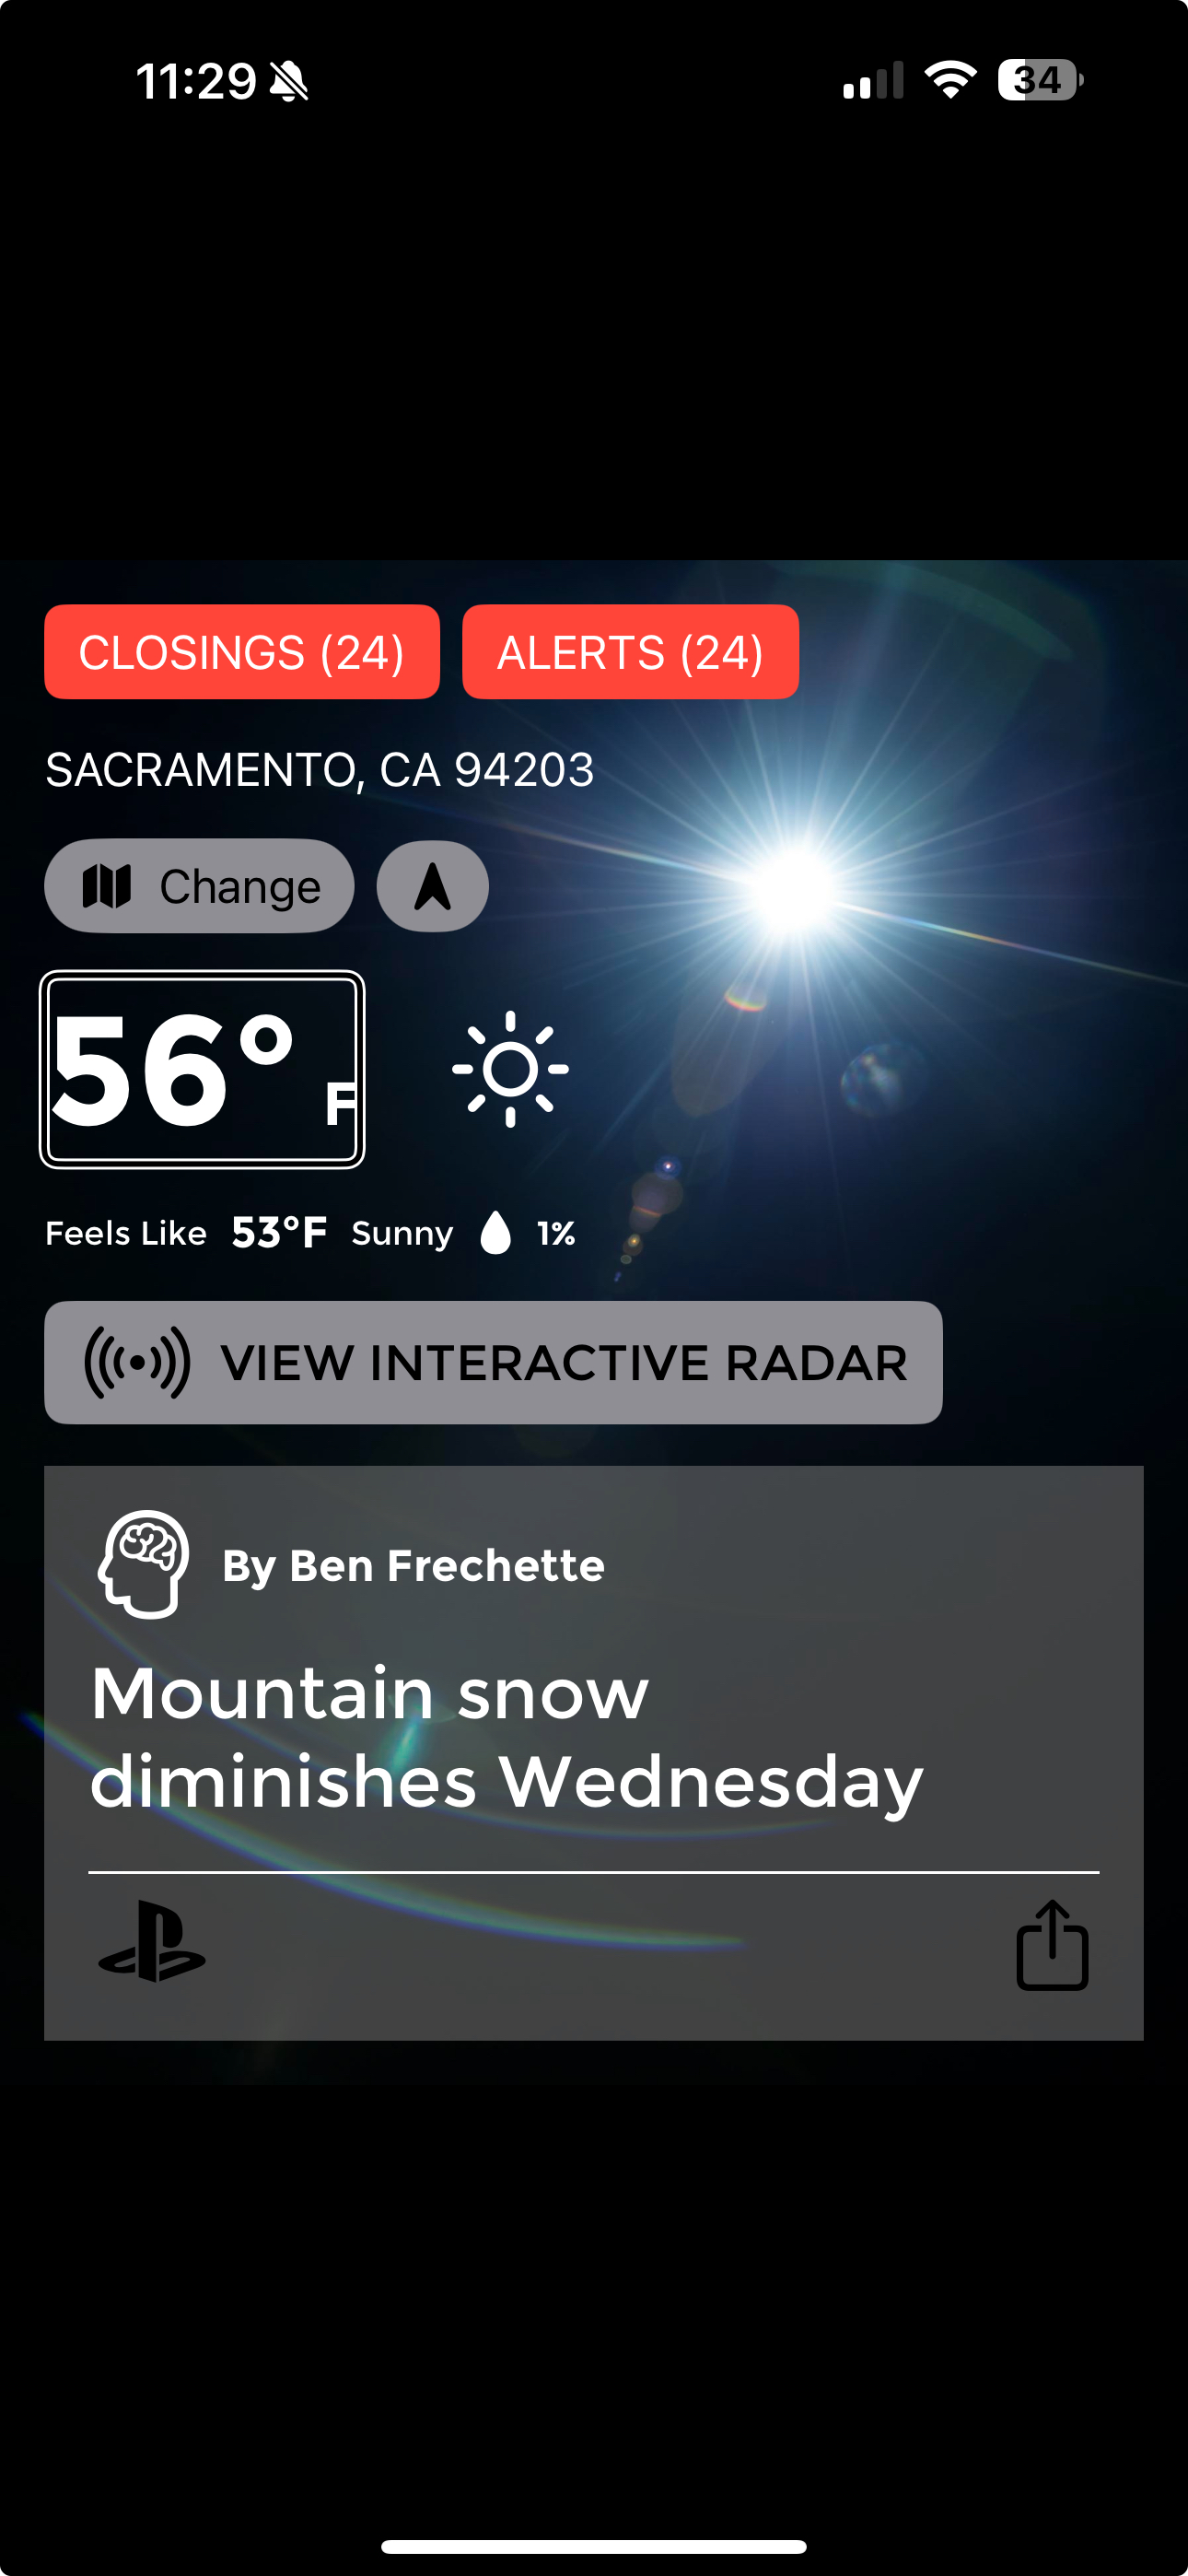 11:29
34
CLOSINGS (24) ALERTS (24)
SACRAMENTO, CA 94203
Change
56° F
Feels Like 53°F Sunny 1%
VIEW INTERACTIVE RADAR
By Ben Frechette
Mountain snow
diminishes Wednesday